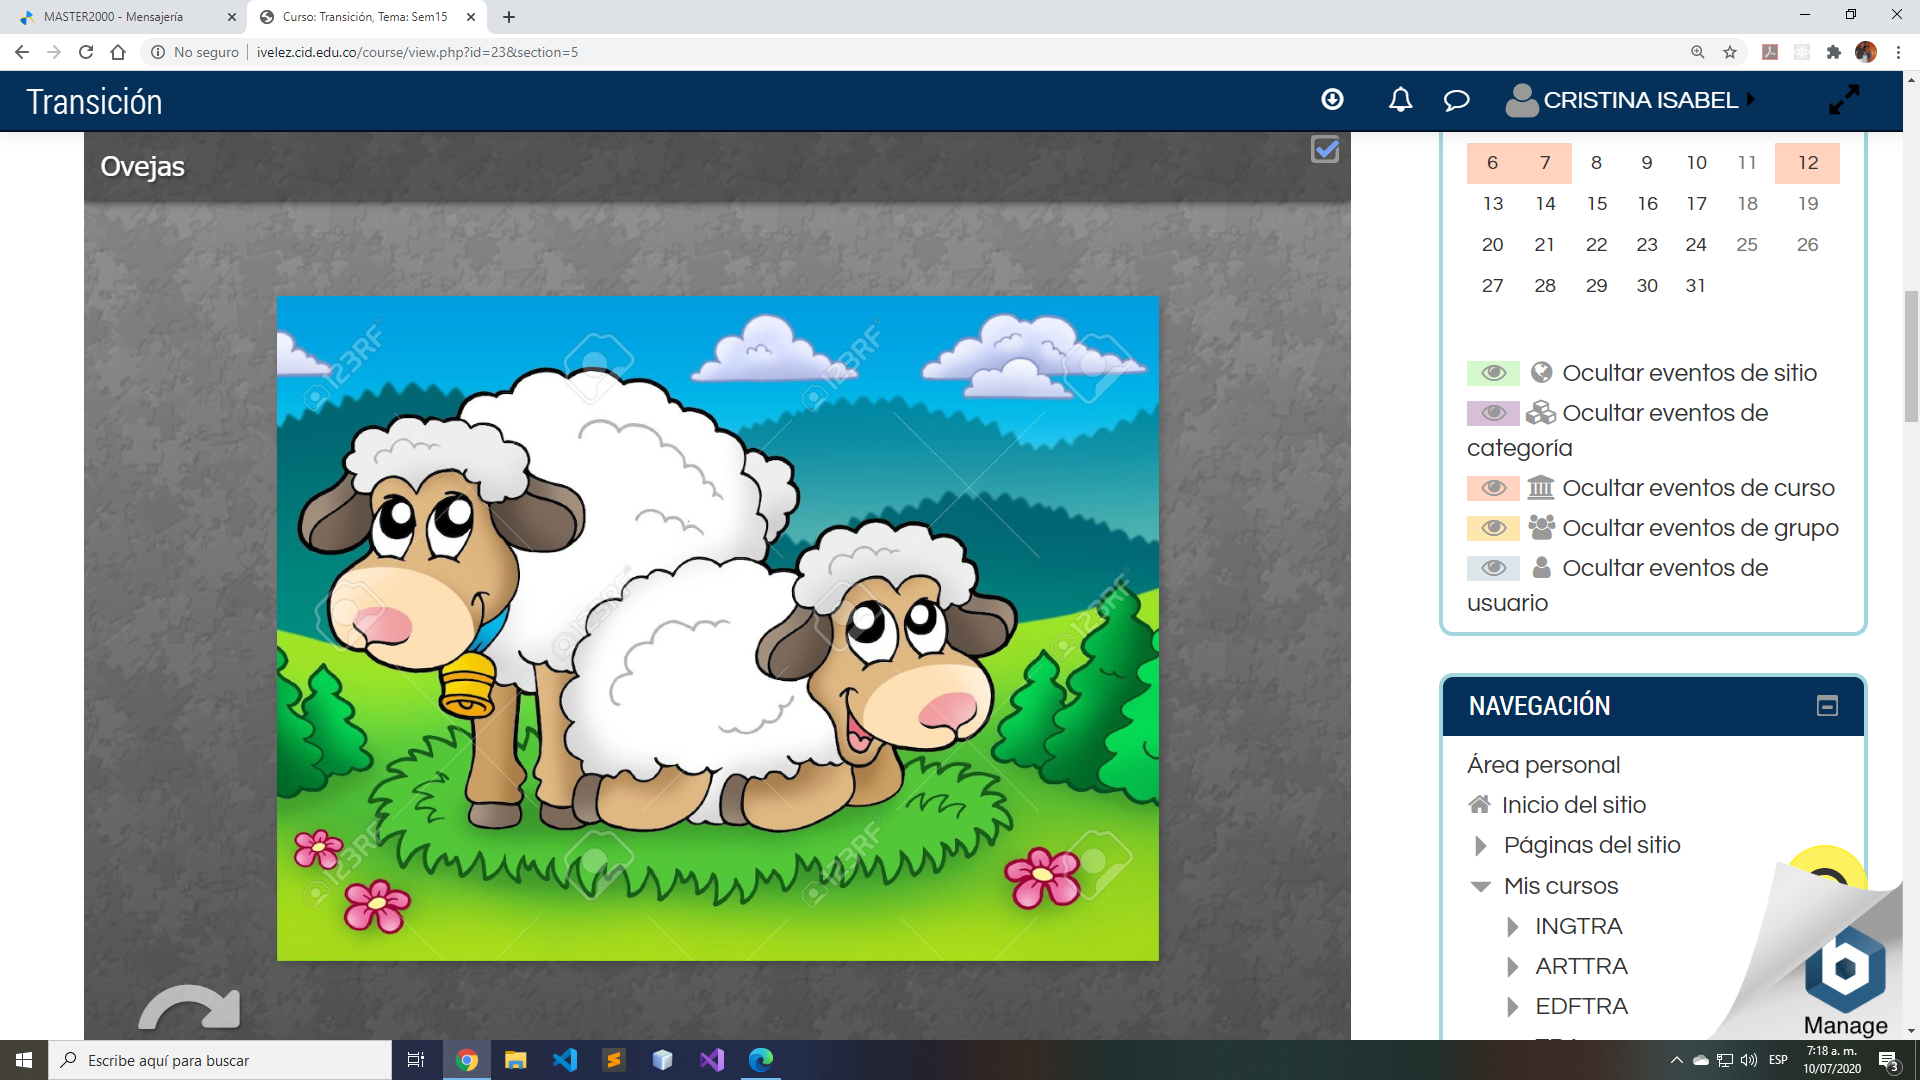 MASTER2000 - Mensajería
Curso: Transición, Tema: Sem15
No seguro
ivelez.cid.edu.co/course/view.php?id=23&section=5
Transición
CRISTINA ISABEL
Ovejas
6 7 8 9 10 11 12
13 14 15 16 17 18 19
20 21 22 23 24 25 26
27 28 29 30 31
Ocultar eventos de sitio
Ocultar eventos de
categoría
Ocultar eventos de curso
Ocultar eventos de grupo
Ocultar eventos de
usuario
123RF
123RF
123RF
123RF
123RF
123RF
NAVEGACIÓN
Área personal
Inicio del sitio
Páginas del sitio
Mis cursos
INGTRA
ARTTRA
EDFTRA
b
Manage
Escribe aquí para buscar
ESP
7:18 a. m.
10/07/2020
3